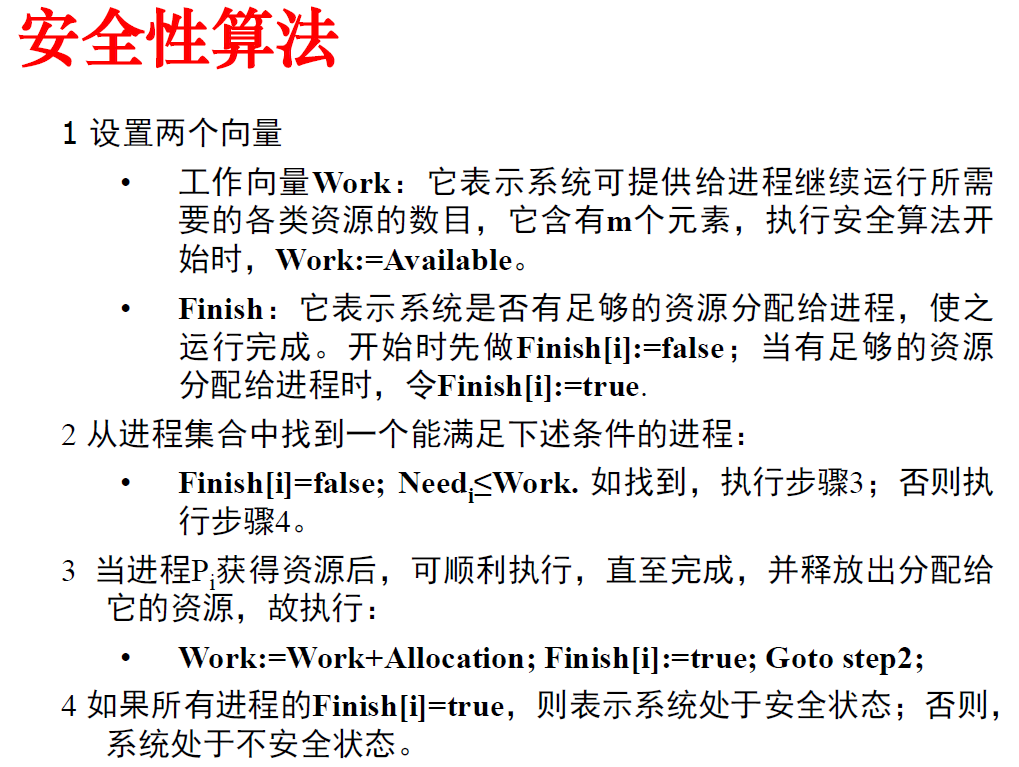 安全性算法
1 设置两个向量
• 工作向量Work：它表示系统可提供给进程继续运行所需
要的各类资源的数目，它含有m个元素，执行安全算法开
始时，Work:=Available。
• Finish：它表示系统是否有足够的资源分配给进程，使之
运行完成。开始时先做Finish[i]:=false；当有足够的资源
分配给进程时，令Finish[i]:=true.
2 从进程集合中找到一个能满足下述条件的进程：
• Finish[i]=false; Needi≤Work. 如找到，执行步骤3；否则执
行步骤4。
3 当进程Pi获得资源后，可顺利执行，直至完成，并释放出分配给
它的资源，故执行：
• Work:=Work+Allocation; Finish[i]:=true; Goto step2;
4 如果所有进程的Finish[i]=true，则表示系统处于安全状态；否则，
系统处于不安全状态。